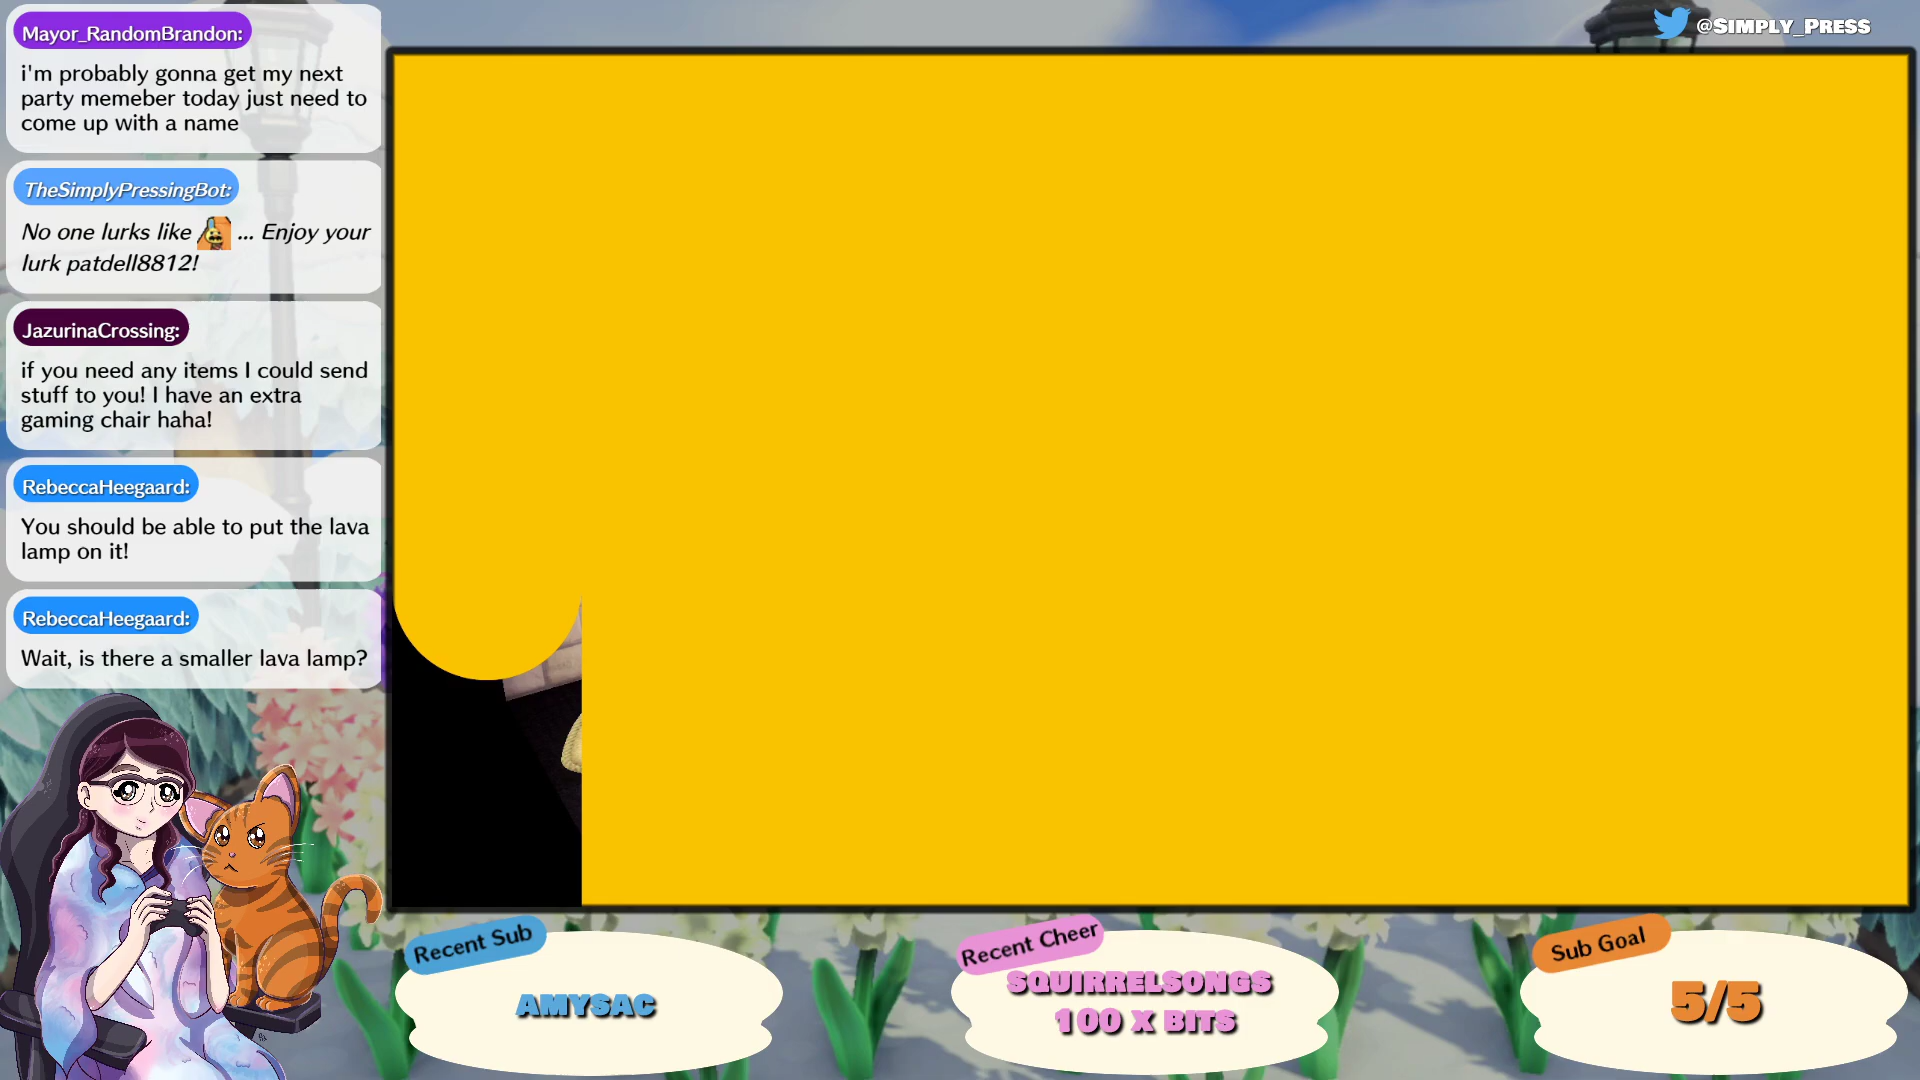 Mayor_RandomBrandon:
i'm probably gonna get my next
party memeber today just need to
come up with a name
TheSimplyPressingBot:
No one lurks like ... Enjoy your
lurk patdell8812!
JazurinaCrossing:
if you need any items I could send
stuff to you! I have an extra
gaming chair haha!
RebeccaHeegaard:
You should be able to put the lava
lamp on it!
RebeccaHeegaard:
Wait, is there a smaller lava lamp?
@Simply_Press
Recent Sub
AMYSAC
Recent Cheer
SQUIRRELSONGS
100 X BITS
Sub Goal
5/5